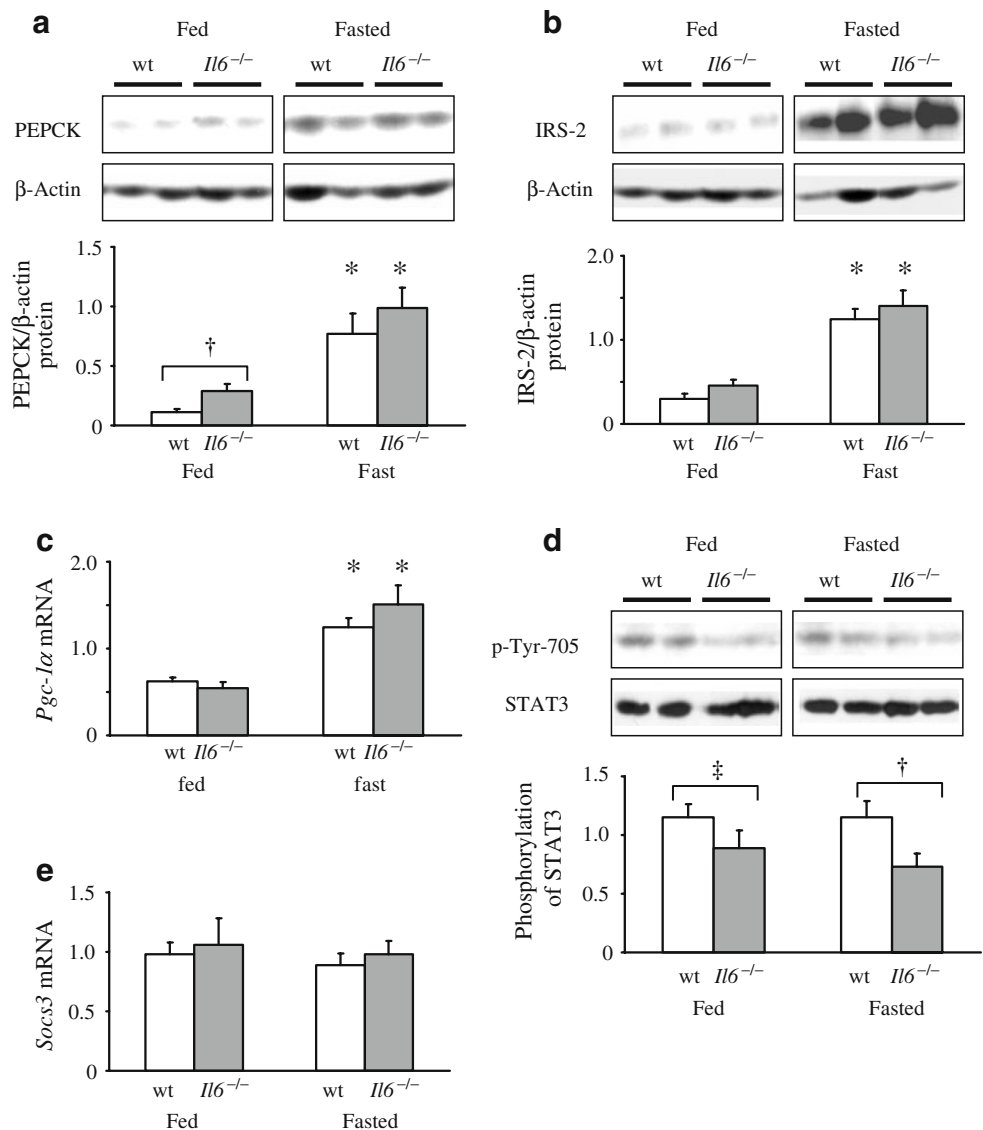 a
Fed Fasted
wt Il6⁻/⁻ wt Il6⁻/⁻
PEPCK
β-Actin
PEPCK/β-actin
protein
1.5
1.0
0.5
0
†
* *
wt Il6⁻/⁻ wt Il6⁻/⁻
Fed Fast
b
Fed Fasted
wt Il6⁻/⁻ wt Il6⁻/⁻
IRS-2
β-Actin
IRS-2/β-actin
protein
2.0
1.0
0
* *
wt Il6⁻/⁻ wt Il6⁻/⁻
Fed Fast
c
Pgc-1α mRNA
2.0
1.0
0
* *
wt Il6⁻/⁻ wt Il6⁻/⁻
fed fast
d
Fed Fasted
wt Il6⁻/⁻ wt Il6⁻/⁻
p-Tyr-705
STAT3
Phosphorylation
of STAT3
1.5
1.0
0.5
0
‡ †
wt Il6⁻/⁻ wt Il6⁻/⁻
Fed Fasted
e
Socs3 mRNA
1.5
1.0
0.5
0
wt Il6⁻/⁻ wt Il6⁻/⁻
Fed Fasted